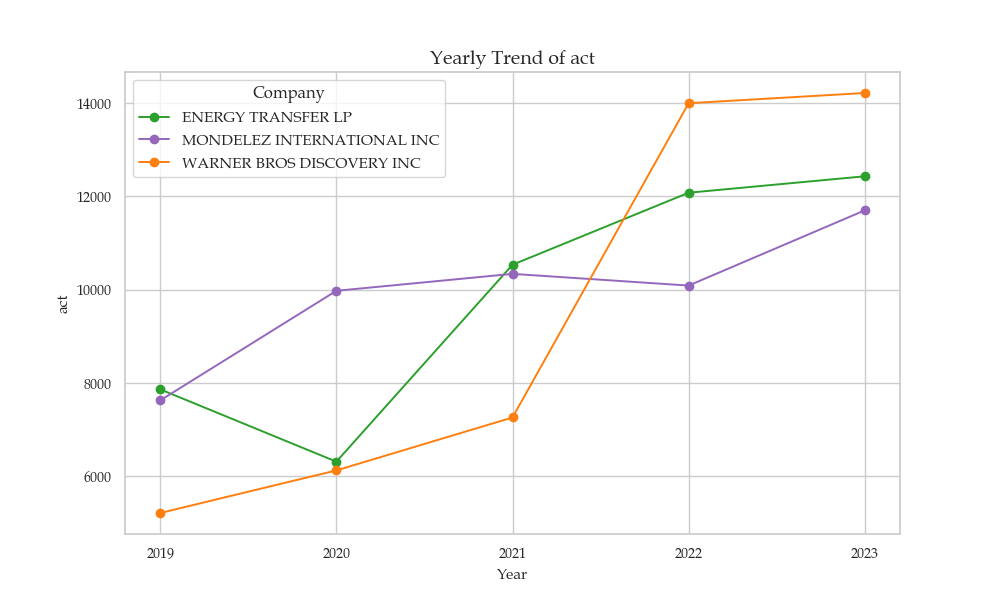 Yearly Trend of act
Company
ENERGY TRANSFER LP
MONDELEZ INTERNATIONAL INC
WARNER BROS DISCOVERY INC
14000
12000
10000
8000
6000
act
2019 2020 2021 2022 2023
Year